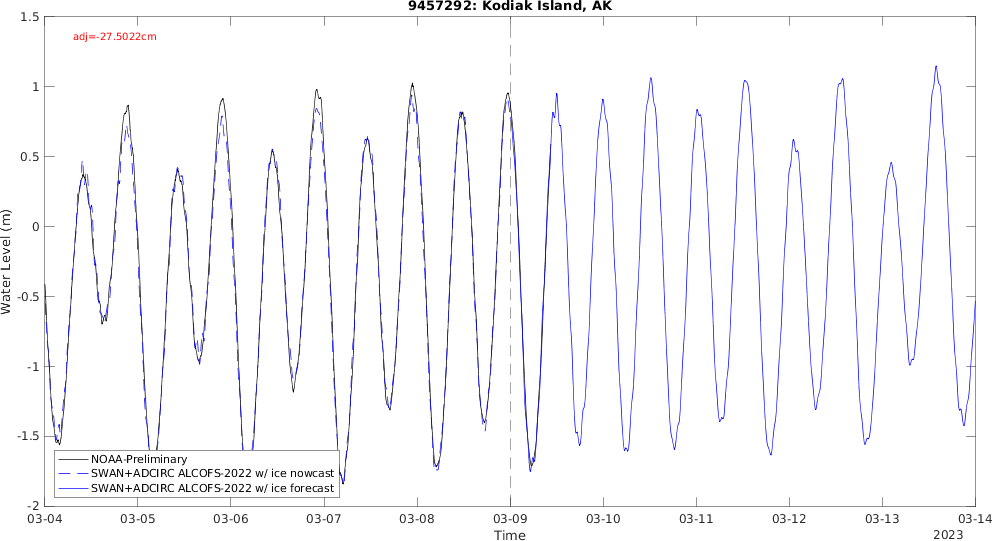 9457292: Kodiak Island, AK
adj=-27.5022cm
Water Level (m)
1.5
1
0.5
0
-0.5
-1
-1.5
-2
NOAA-Preliminary
SWAN+ADCIRC ALCOFS-2022 w/ ice nowcast
SWAN+ADCIRC ALCOFS-2022 w/ ice forecast
03-04 03-05 03-06 03-07 03-08 03-09 03-10 03-11 03-12 03-13 03-14
Time
2023